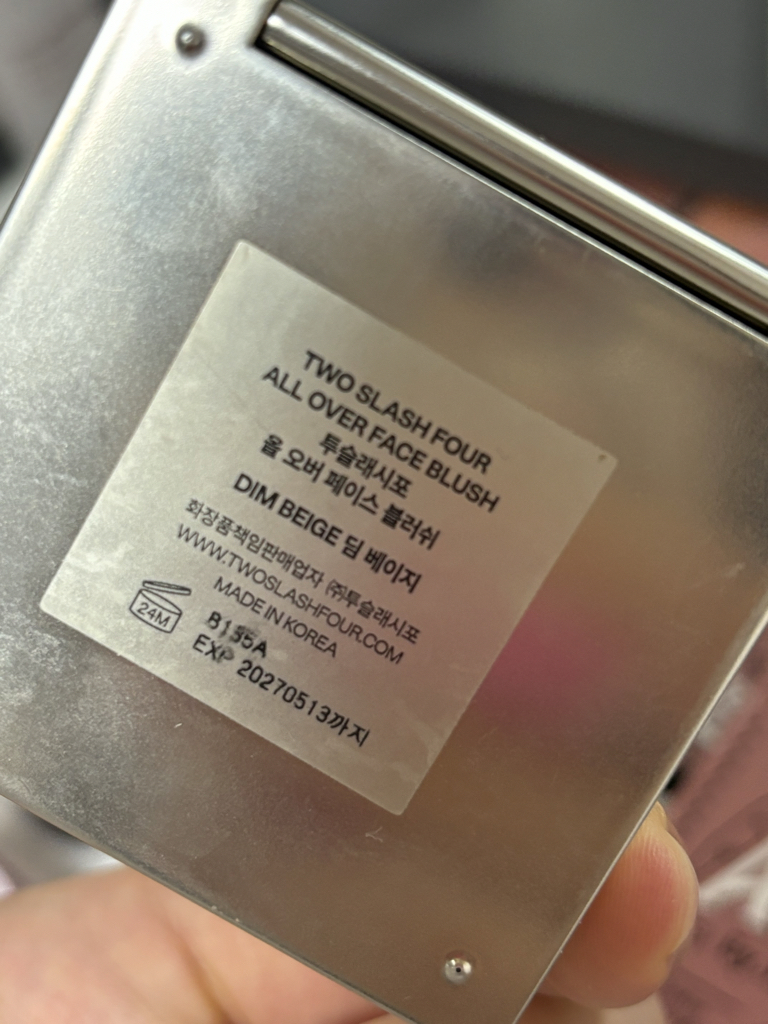 TWO SLASH FOUR
ALL OVER FACE BLUSH
투슬래시포
올 오버 페이스 블러쉬
DIM BEIGE 딤 베이지
화장품책임판매업자 ㈜투슬래시포
WWW.TWOSLASHFOUR.COM
MADE IN KOREA
24M
B135A
EXP 20270513까지